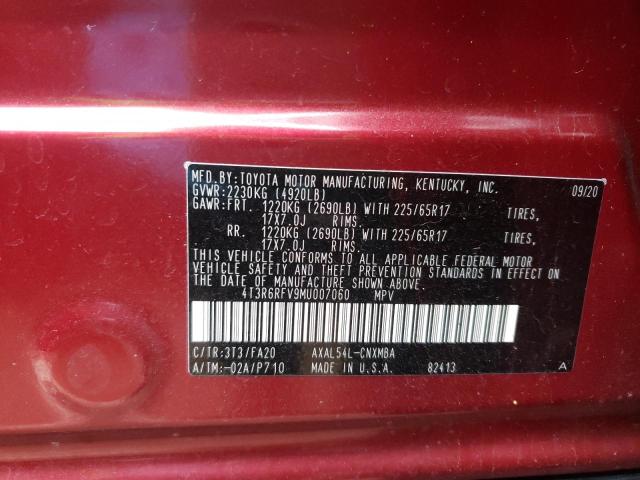 MFD.BY:TOYOTA MOTOR MANUFACTURING, KENTUCKY, INC. 09/20
GVWR:2230KG (4920LB)
GAWR:FRT. 1220KG (2690LB) WITH 225/65R17 TIRES,
17X7.0J RIMS.
RR. 1220KG (2690LB) WITH 225/65R17 TIRES,
17X7.0J RIMS.
THIS VEHICLE CONFORMS TO ALL APPLICABLE FEDERAL MOTOR
VEHICLE SAFETY AND THEFT PREVENTION STANDARDS IN EFFECT ON
THE DATE OF MANUFACTURE SHOWN ABOVE.
4T3R6RFV9MU007060 MPV
C/TR:3T3/FA20 AXAL54L-CNXMBA
A/TM:-02A/P710 MADE IN U.S.A. 82413 A